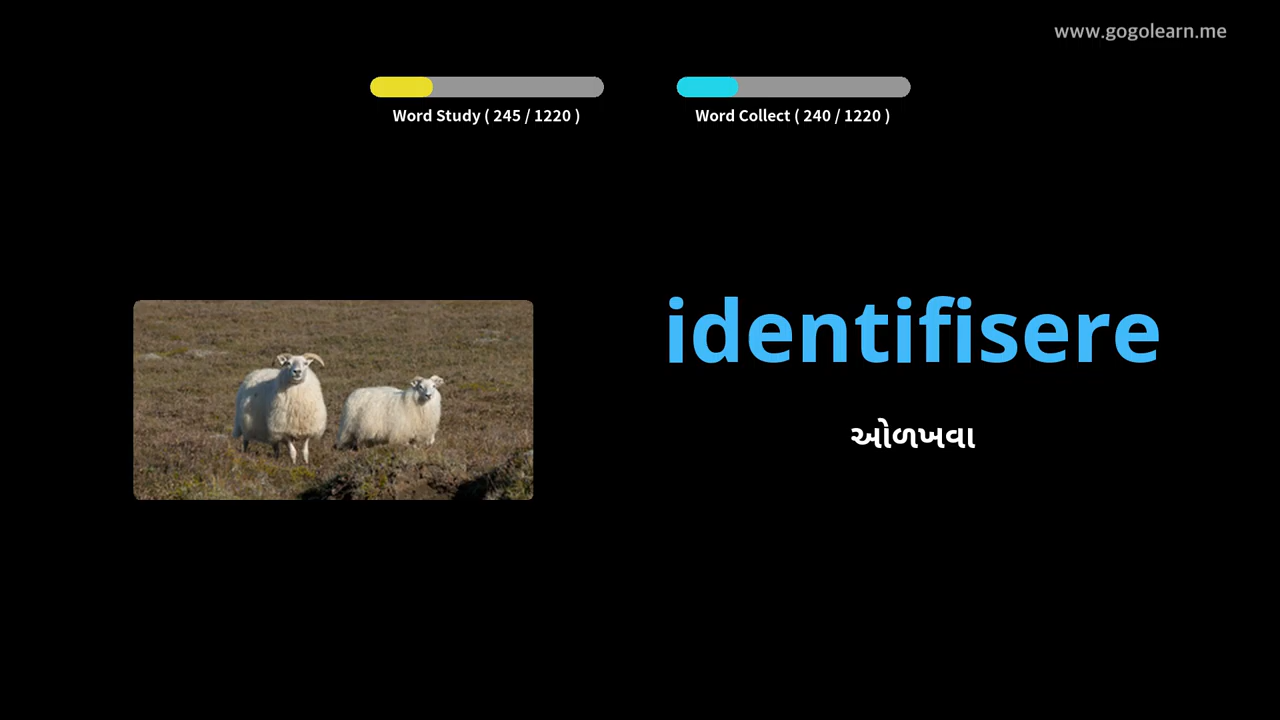 www.gogolearn.me
Word Study ( 245 / 1220 )
Word Collect ( 240 / 1220 )
identifisere
ઓળખવા